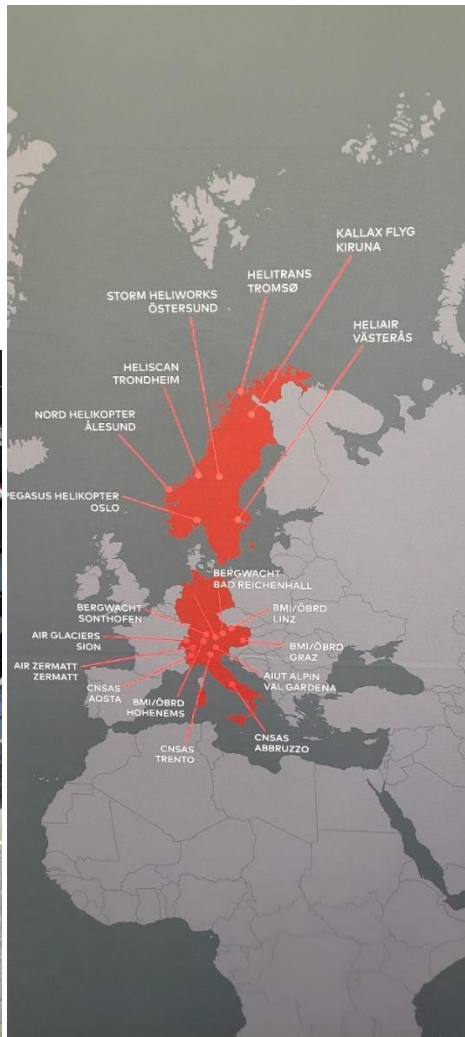 KALLAX FLYG
KIRUNA
HELITRANS
TROMSØ
STORM HELIWORKS
ÖSTERSUND
HELIAIR
VÄSTERÅS
HELISCAN
TRONDHEIM
NORD HELIKOPTER
ÅLESUND
PEGASUS HELIKOPTER
OSLO
BERGWACHT
BAD REICHENHALL
BERGWACHT
SONTHOFEN
BMI/ÖBRD
LINZ
AIR GLACIERS
SION
BMI/ÖBRD
GRAZ
AIR ZERMATT
ZERMATT
AIUT ALPIN
VAL GARDENA
CNSAS
AOSTA
BMI/ÖBRD
HOHENEMS
CNSAS
ABBRUZZO
CNSAS
TRENTO